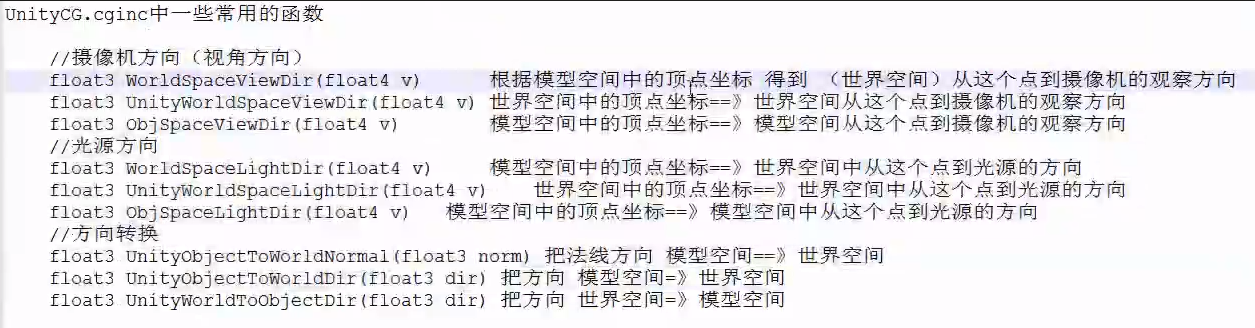 UnityCG.cginc中一些常用的函数
//摄像机方向（视角方向）
float3 WorldSpaceViewDir(float4 v) 根据模型空间中的顶点坐标 得到 （世界空间）从这个点到摄像机的观察方向
float3 UnityWorldSpaceViewDir(float4 v) 世界空间中的顶点坐标==》世界空间从这个点到摄像机的观察方向
float3 ObjSpaceViewDir(float4 v) 模型空间中的顶点坐标==》模型空间从这个点到摄像机的观察方向
//光源方向
float3 WorldSpaceLightDir(float4 v) 模型空间中的顶点坐标==》世界空间中从这个点到光源的方向
float3 UnityWorldSpaceLightDir(float4 v) 世界空间中的顶点坐标==》世界空间中从这个点到光源的方向
float3 ObjSpaceLightDir(float4 v) 模型空间中的顶点坐标==》模型空间中从这个点到光源的方向
//方向转换
float3 UnityObjectToWorldNormal(float3 norm) 把法线方向 模型空间==》世界空间
float3 UnityObjectToWorldDir(float3 dir) 把方向 模型空间=》世界空间
float3 UnityWorldToObjectDir(float3 dir) 把方向 世界空间=》模型空间